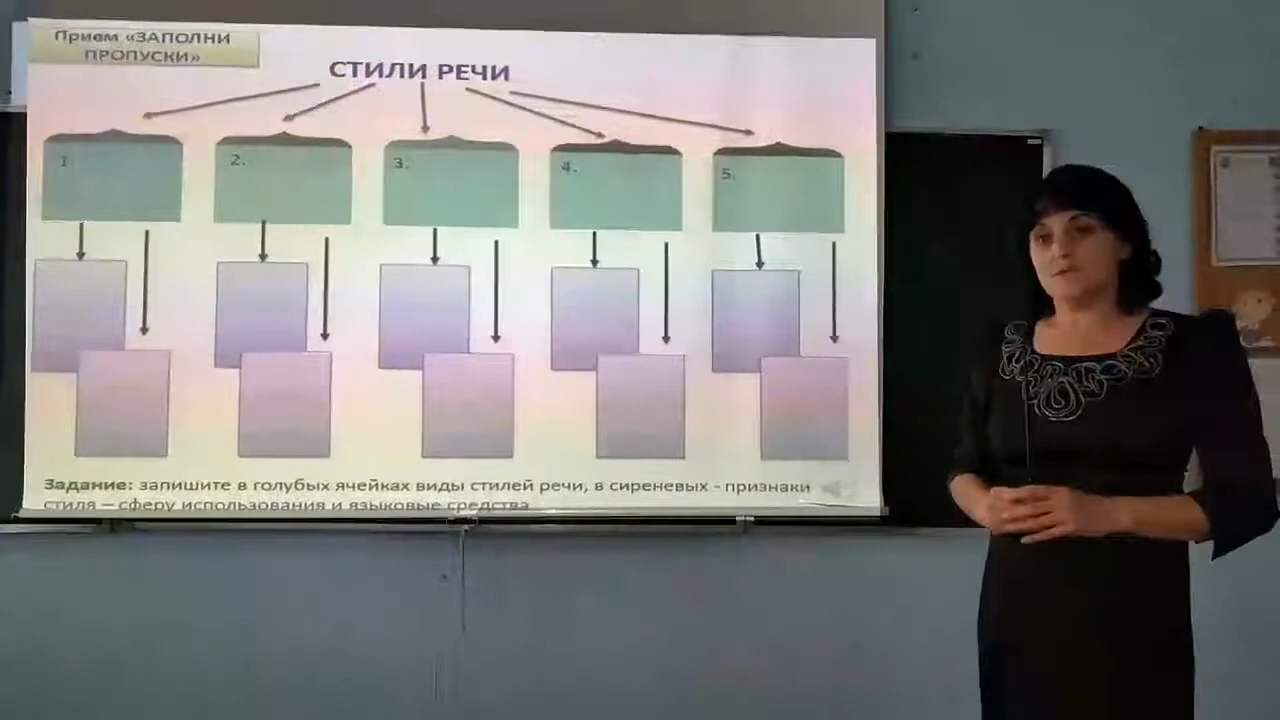 Прием «ЗАПОЛНИ
ПРОПУСКИ»
СТИЛИ РЕЧИ
1.
2.
3.
4.
5.
Задание: запишите в голубых ячейках виды стилей речи, в сиреневых - признаки
стиля – сферу использования и языковые средства